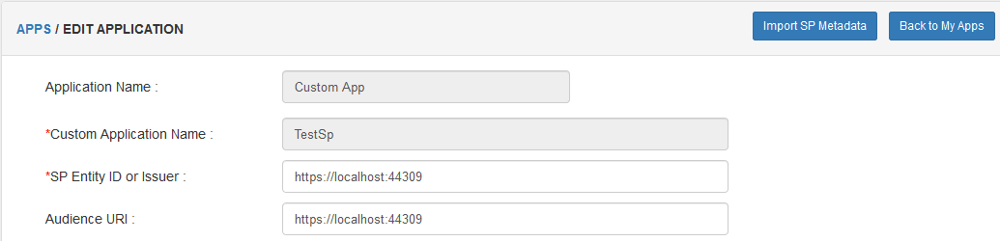 APPS / EDIT APPLICATION
Import SP Metadata
Back to My Apps
Application Name :
Custom App
*Custom Application Name :
TestSp
*SP Entity ID or Issuer :
https://localhost:44309
Audience URI :
https://localhost:44309